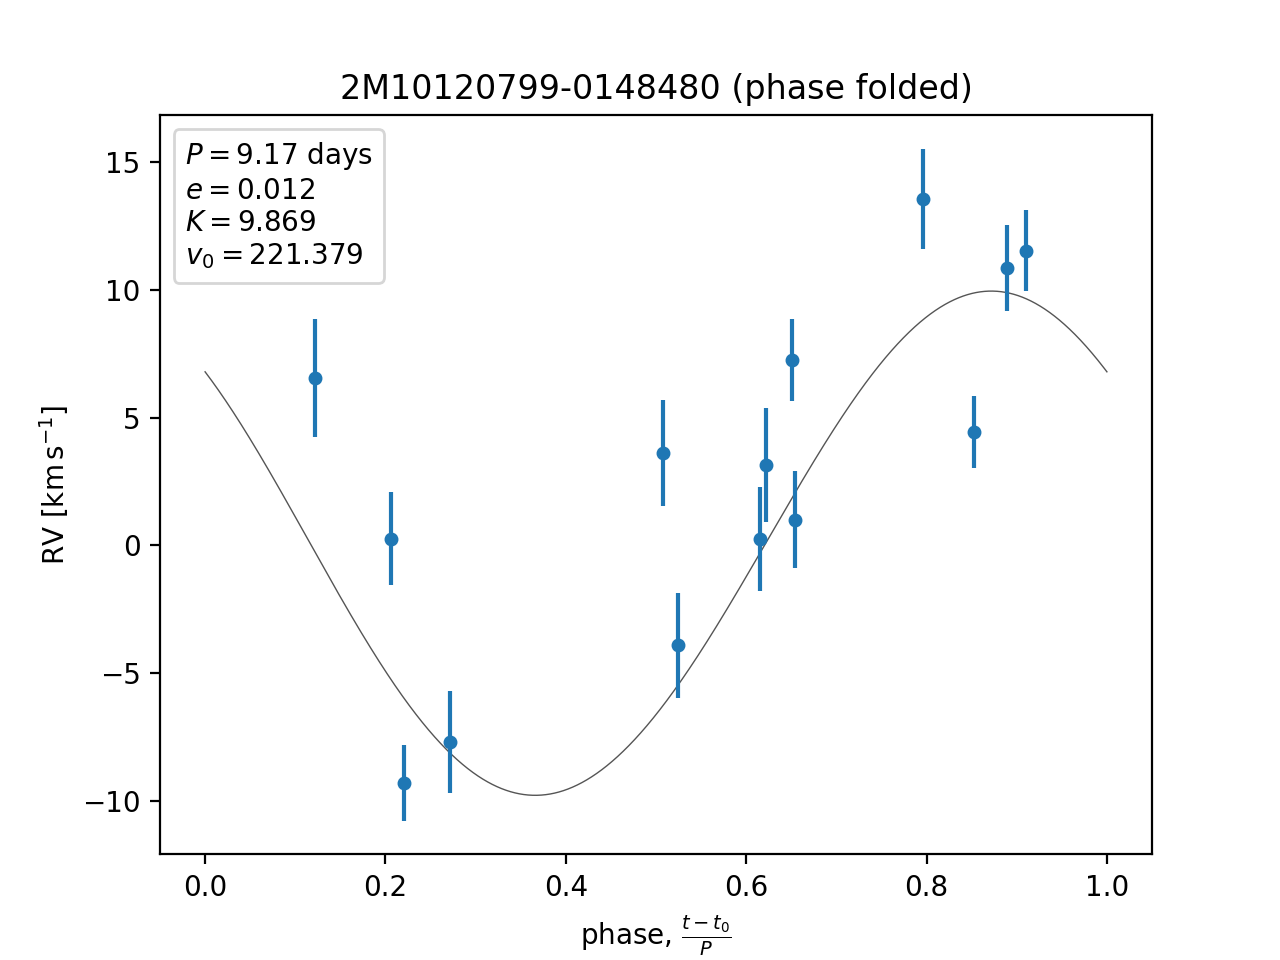 2M10120799-0148480 (phase folded)
P = 9.17 days
e = 0.012
K = 9.869
v₀ = 221.379
15
10
5
0
−5
−10
RV [km s⁻¹]
0.0 0.2 0.4 0.6 0.8 1.0
phase, (t − t₀)/P